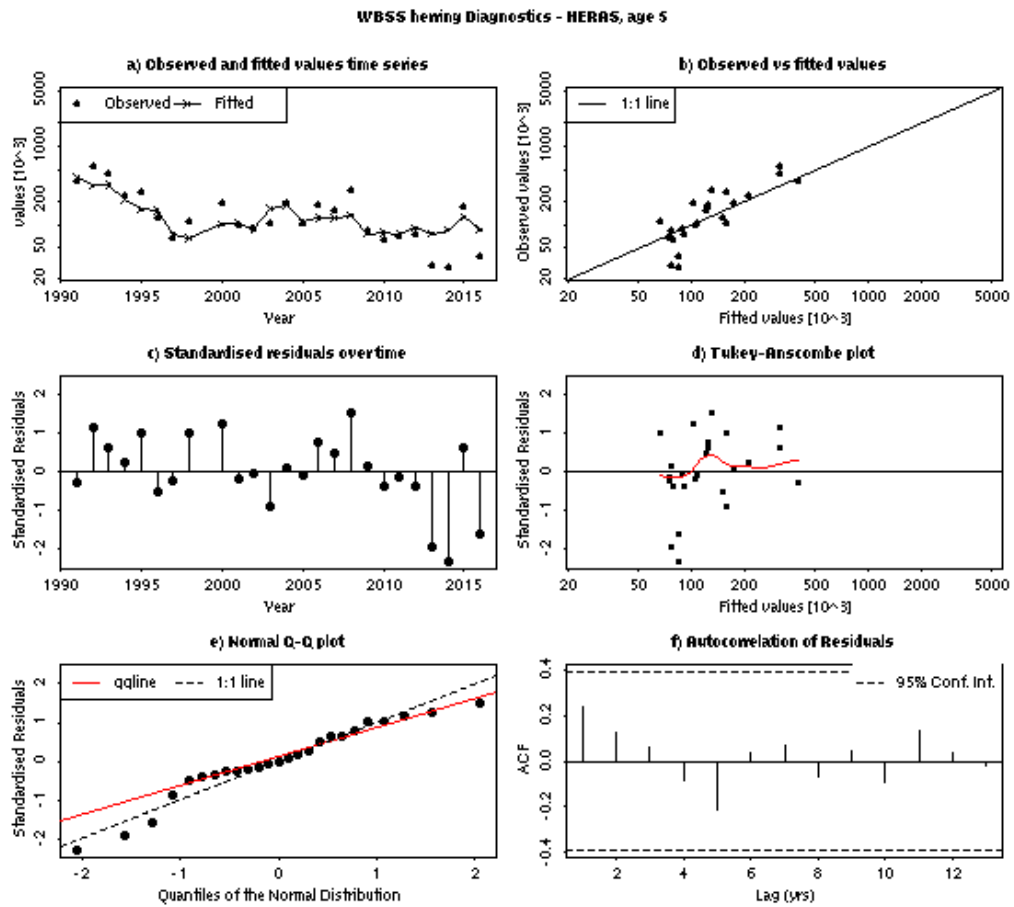 WBSS herring Diagnostics - HERAS, age 5
a) Observed and fitted values time series
values [10^3]
5000
1000
200
50
20
Observed Fitted
1990 1995 2000 2005 2010 2015
Year
b) Observed vs fitted values
Observed values [10^3]
5000
1000
200
50
20
1:1 line
20 50 100 200 500 1000 2000 5000
Fitted values [10^3]
c) Standardised residuals over time
Standardised Residuals
2
1
0
-1
-2
1990 1995 2000 2005 2010 2015
Year
d) Tukey-Anscombe plot
Standardised Residuals
2
1
0
-1
-2
20 50 100 200 500 1000 2000 5000
Fitted values [10^3]
e) Normal Q-Q plot
Standardised Residuals
2
1
0
-1
-2
qqline 1:1 line
-2 -1 0 1 2
Quantiles of the Normal Distribution
f) Autocorrelation of Residuals
ACF
0.4
0.2
0.0
-0.2
-0.4
95% Conf. Int.
2 4 6 8 10 12
Lag (yrs)